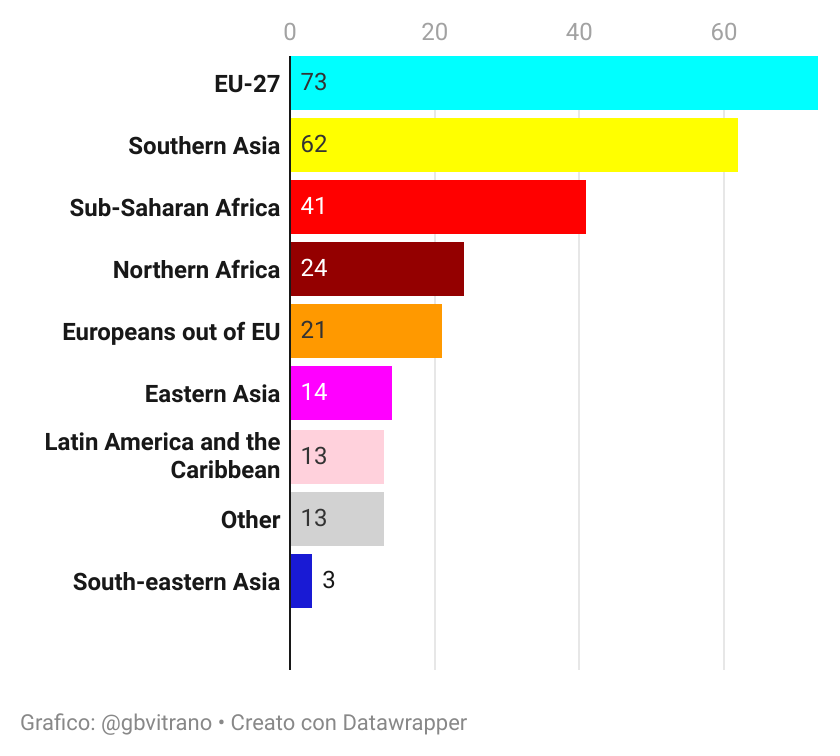 0 20 40 60
EU-27 73
Southern Asia 62
Sub-Saharan Africa 41
Northern Africa 24
Europeans out of EU 21
Eastern Asia 14
Latin America and the
Caribbean 13
Other 13
South-eastern Asia 3
Grafico: @gbvitrano • Creato con Datawrapper